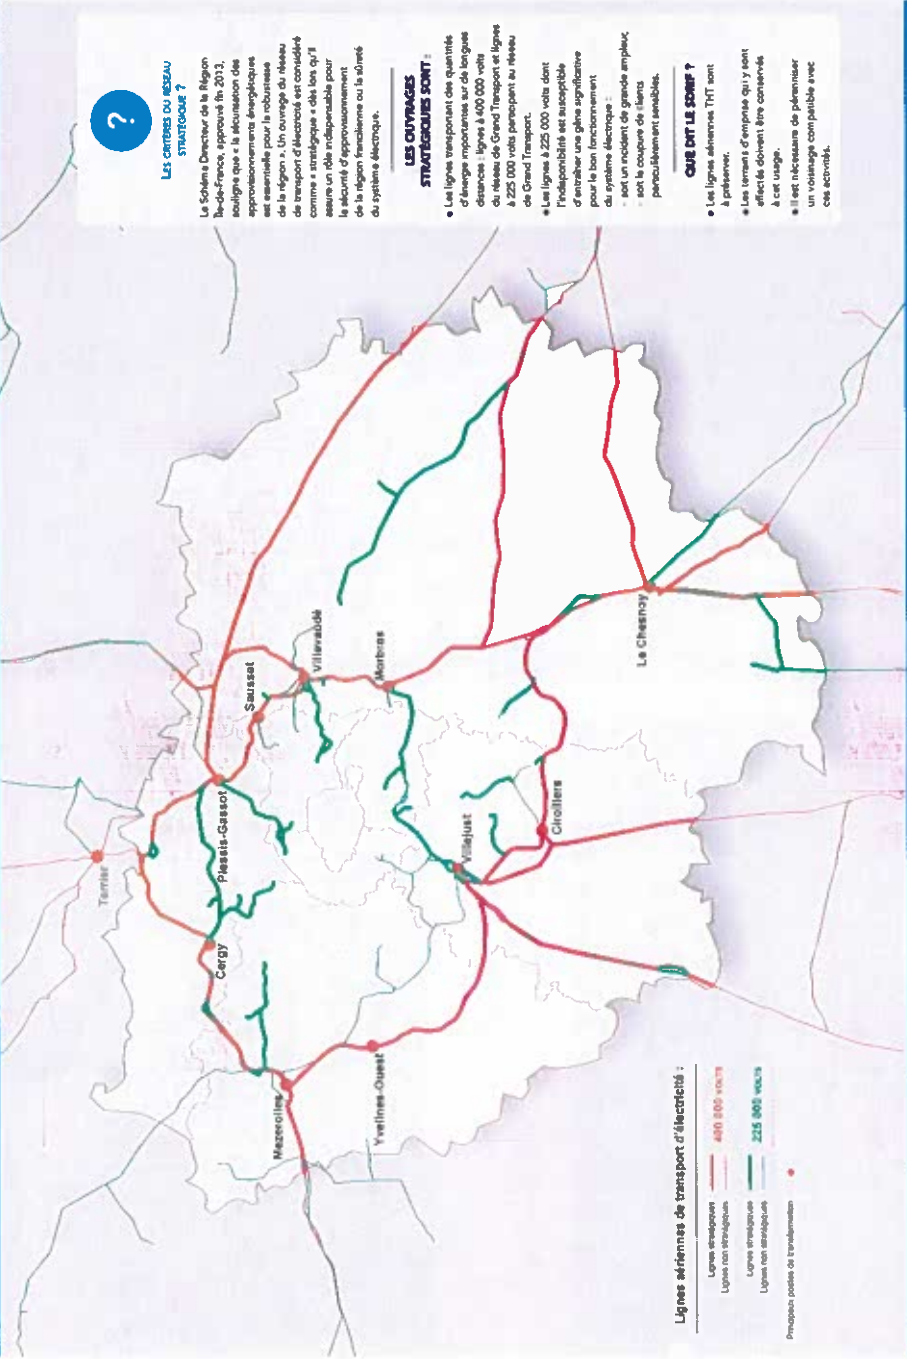 ?
LES CRITÈRES DU RÉSEAU
STRATÉGIQUE ?
Le Schéma Directeur de la Région
Île-de-France, approuvé fin 2013,
souligne que « la sécurisation des
approvisionnements énergétiques
est essentielle pour la robustesse
de la région ». Un ouvrage du réseau
de transport d'électricité est considéré
comme « stratégique » dès lors qu'il
assure un rôle indispensable pour
la sécurité d'approvisionnement
de la région francilienne ou la sûreté
du système électrique.
LES OUVRAGES
STRATÉGIQUES SONT :
• Les lignes transportant des quantités
d'énergie importantes sur de longues
distances : lignes à 400 000 volts
du réseau de Grand Transport et lignes
à 225 000 volts participant au réseau
de Grand Transport.
• Les lignes à 225 000 volts dont
l'indisponibilité est susceptible
d'entraîner une gêne significative
pour le bon fonctionnement
du système électrique :
- soit un incident de grande ampleur,
- soit la coupure de clients
particulièrement sensibles.
QUE DIT LE SDRIF ?
• Les lignes aériennes THT sont
à préserver.
• Les terrains d'emprise qui y sont
affectés doivent être conservés
à cet usage.
• Il est nécessaire de pérenniser
un voisinage compatible avec
ces activités.
Terrier
Cergy
Plessis-Gassot
Sausset
Villevaudé
Mezerolles
Yvelines-Ouest
Morbras
Villejust
Cirolliers
Le Chesnoy
Lignes aériennes de transport d'électricité :
Lignes stratégiques
Lignes non stratégiques
400 000 VOLTS
Lignes stratégiques
Lignes non stratégiques
225 000 VOLTS
Principaux postes de transformation